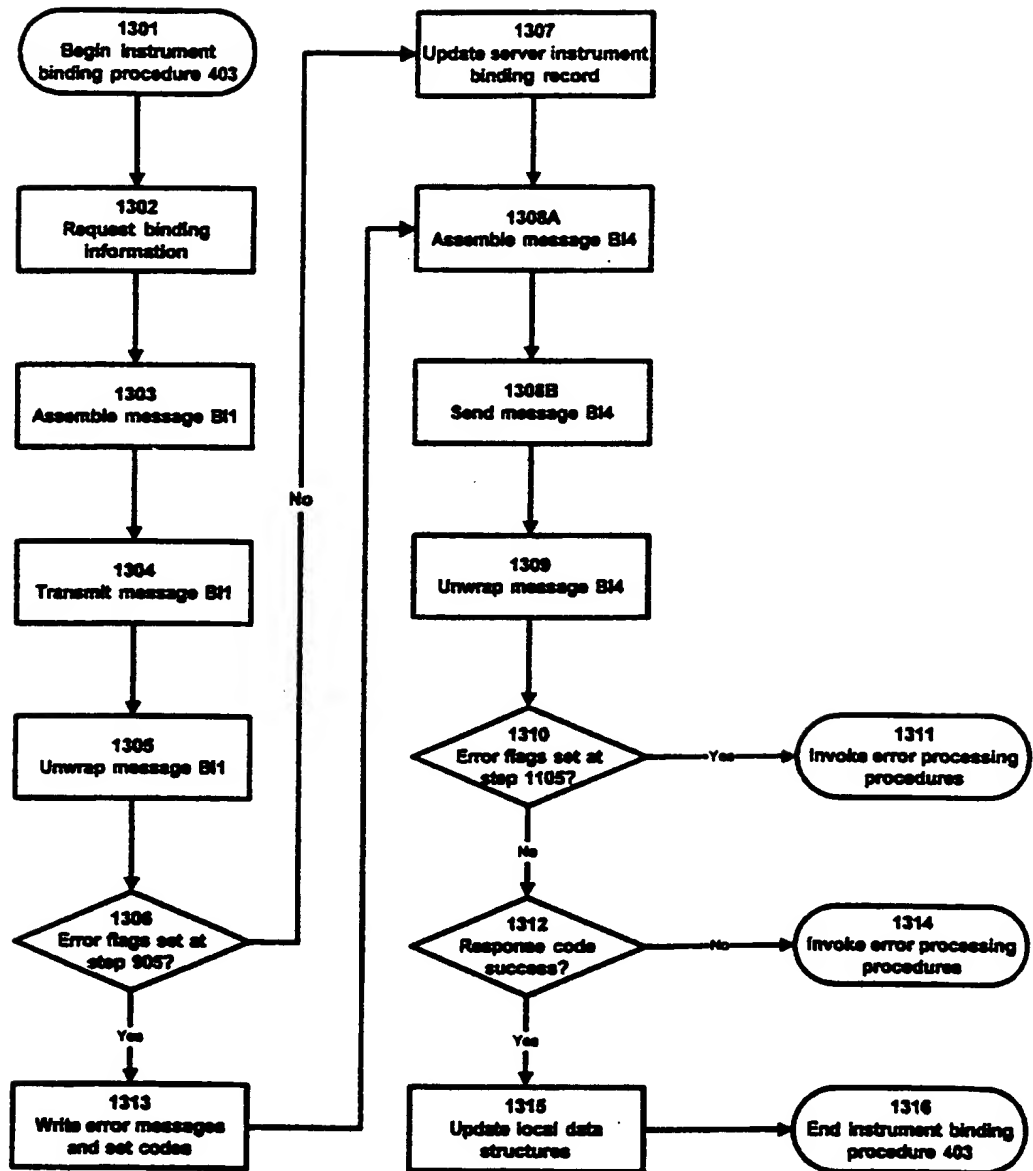 1301
Begin instrument
binding procedure 403
1302
Request binding
information
1303
Assemble message BI1
1304
Transmit message BI1
1305
Unwrap message BI1
1306
Error flags set at
step 905?
Yes
1313
Write error messages
and set codes
No
1307
Update server instrument
binding record
1308A
Assemble message BI4
1308B
Send message BI4
1309
Unwrap message BI4
1310
Error flags set at
step 1105?
Yes
1311
Invoke error processing
procedures
No
1312
Response code
success?
No
1314
Invoke error processing
procedures
Yes
1315
Update local data
structures
1316
End instrument binding
procedure 403